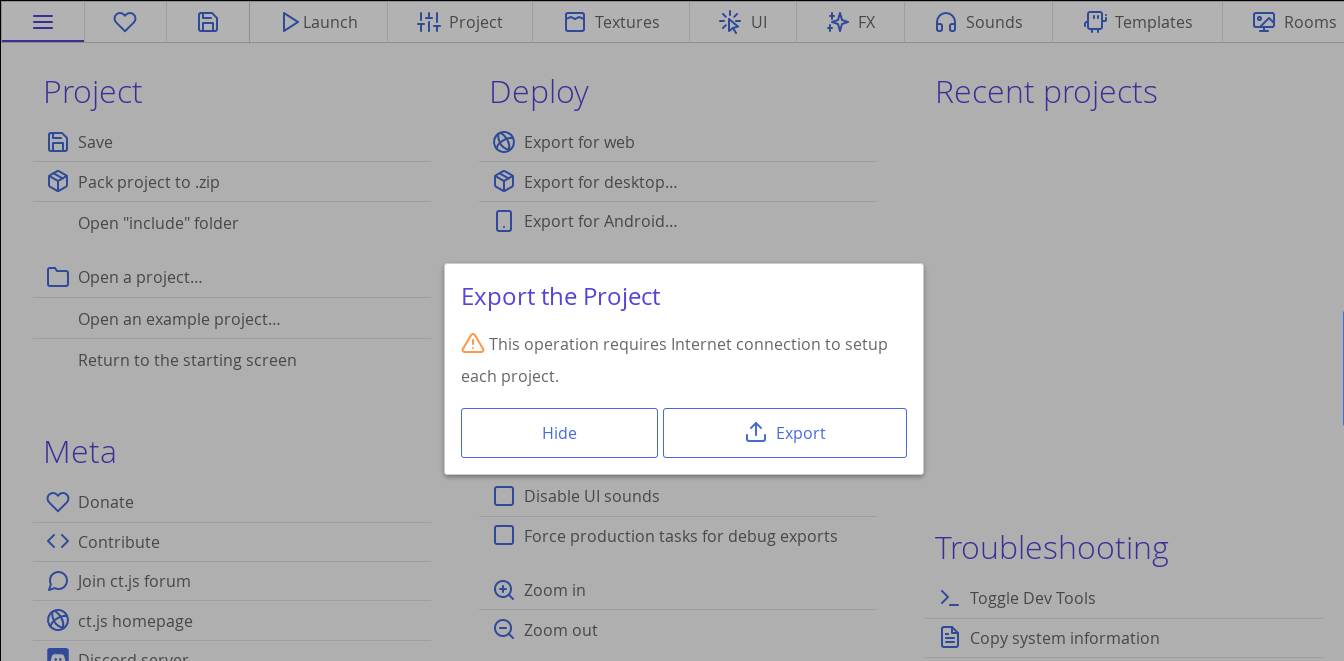 Launch
Project
Textures
UI
FX
Sounds
Templates
Rooms
Project
Save
Pack project to .zip
Open "include" folder
Open a project...
Open an example project...
Return to the starting screen
Meta
Donate
Contribute
Join ct.js forum
ct.js homepage
Discord server
Deploy
Export for web
Export for desktop...
Export for Android...
Export the Project
This operation requires Internet connection to setup
each project.
Hide
Export
Disable UI sounds
Force production tasks for debug exports
Zoom in
Zoom out
Recent projects
Troubleshooting
Toggle Dev Tools
Copy system information